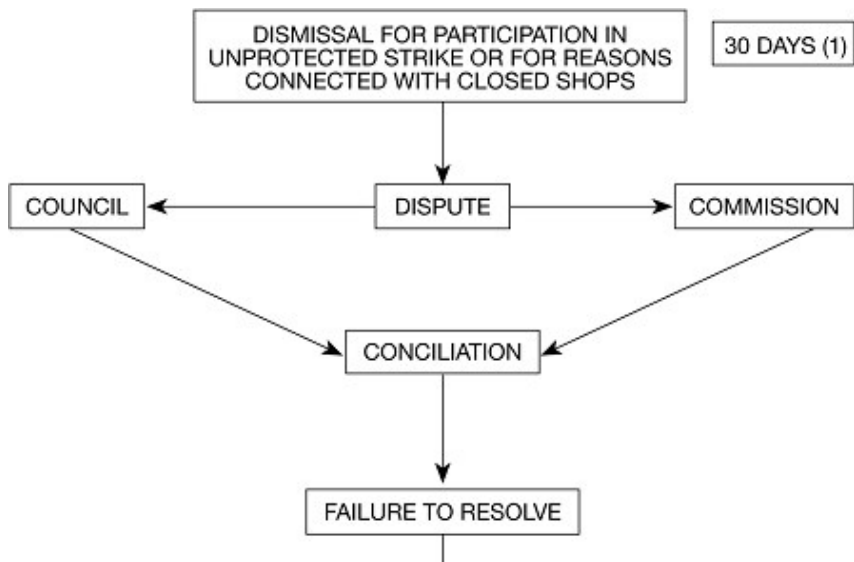 DISMISSAL FOR PARTICIPATION IN
UNPROTECTED STRIKE OR FOR REASONS
CONNECTED WITH CLOSED SHOPS
30 DAYS (1)
COUNCIL
DISPUTE
COMMISSION
CONCILIATION
FAILURE TO RESOLVE